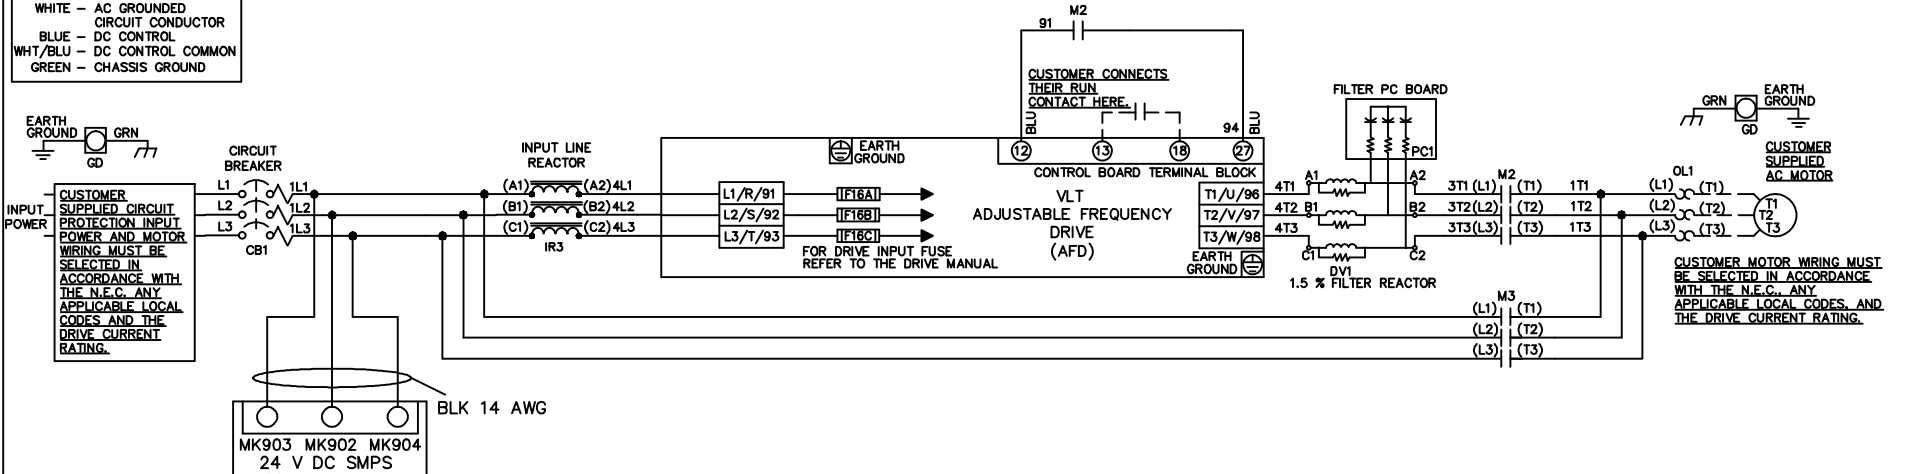 WHITE – AC GROUNDED
CIRCUIT CONDUCTOR
BLUE – DC CONTROL
WHT/BLU – DC CONTROL COMMON
GREEN – CHASSIS GROUND
EARTH
GROUND
GRN
GD
INPUT
POWER
CUSTOMER
SUPPLIED CIRCUIT
PROTECTION INPUT
POWER AND MOTOR
WIRING MUST BE
SELECTED IN
ACCORDANCE WITH
THE N.E.C. ANY
APPLICABLE LOCAL
CODES AND THE
DRIVE CURRENT
RATING.
CIRCUIT
BREAKER
L1 1L1
L2 1L2
L3 1L3
CB1
INPUT LINE
REACTOR
(A1) (A2) 4L1
(B1) (B2) 4L2
(C1) (C2) 4L3
IR3
BLK 14 AWG
MK903 MK902 MK904
24 V DC SMPS
M2
91
BLU
94
BLU
CUSTOMER CONNECTS
THEIR RUN
CONTACT HERE.
12 13 18 27
CONTROL BOARD TERMINAL BLOCK
EARTH
GROUND
L1/R/91
L2/S/92
L3/T/93
F16A
F16B
F16C
FOR DRIVE INPUT FUSE
REFER TO THE DRIVE MANUAL
VLT
ADJUSTABLE FREQUENCY
DRIVE
(AFD)
T1/U/96
T2/V/97
T3/W/98
EARTH
GROUND
4T1
4T2
4T3
FILTER PC BOARD
PC1
A1 A2
B1 B2
C1 C2
DV1
1.5 % FILTER REACTOR
M2
3T1 (L1) (T1) 1T1
3T2 (L2) (T2) 1T2
3T3 (L3) (T3) 1T3
M3
(L1) (T1)
(L2) (T2)
(L3) (T3)
OL1
(L1) (T1)
(L2) (T2)
(L3) (T3)
T1
T2
T3
GRN
GD
EARTH
GROUND
CUSTOMER
SUPPLIED
AC MOTOR
CUSTOMER MOTOR WIRING MUST
BE SELECTED IN ACCORDANCE
WITH THE N.E.C., ANY
APPLICABLE LOCAL CODES, AND
THE DRIVE CURRENT RATING.